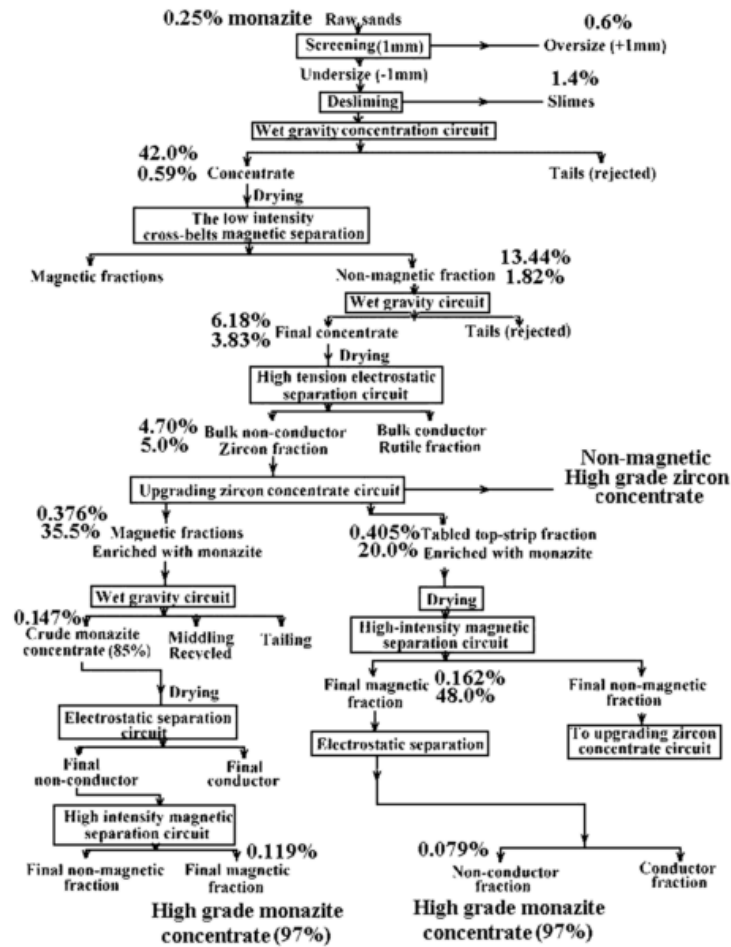 0.25% monazite Raw sands
0.6%
Screening(1mm)
Oversize (+1mm)
Undersize (-1mm)
1.4%
Desliming
Slimes
Wet gravity concentration circuit
42.0%
0.59% Concentrate
Tails (rejected)
Drying
The low intensity
cross-belts magnetic separation
13.44%
Magnetic fractions
Non-magnetic fraction 1.82%
Wet gravity circuit
6.18%
3.83% Final concentrate
Tails (rejected)
Drying
High tension electrostatic
separation circuit
4.70%
5.0%
Bulk non-conductor
Zircon fraction
Bulk conductor
Rutile fraction
Non-magnetic
High grade zircon
concentrate
Upgrading zircon concentrate circuit
0.376%
35.5% Magnetic fractions
Enriched with monazite
0.405% Tabled top-strip fraction
20.0% Enriched with monazite
Wet gravity circuit
Drying
0.147%
Crude monazite
concentrate (85%)
Middling
Recycled
Tailing
High-intensity magnetic
separation circuit
Drying
Final magnetic
fraction
0.162%
48.0%
Final non-magnetic
fraction
Electrostatic separation
circuit
Electrostatic separation
To upgrading zircon
concentrate circuit
Final
non-conductor
Final
conductor
High intensity magnetic
separation circuit
0.119%
Final non-magnetic
fraction
Final magnetic
fraction
High grade monazite
concentrate (97%)
0.079%
Non-conductor
fraction
Conductor
fraction
High grade monazite
concentrate (97%)